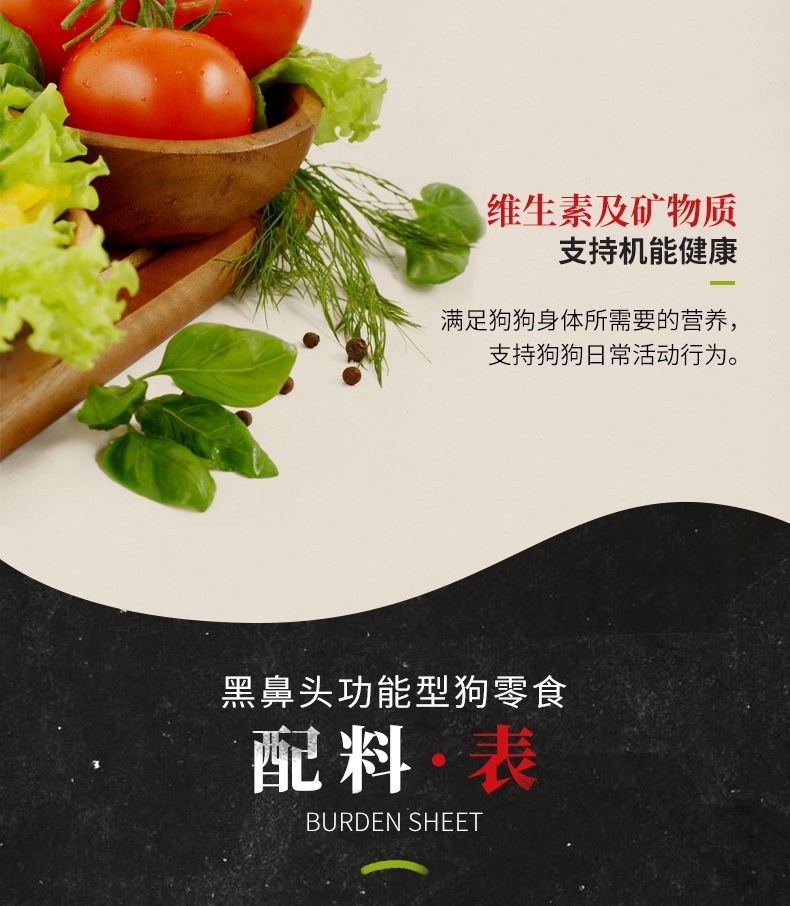 维生素及矿物质
支持机能健康
满足狗狗身体所需要的营养，
支持狗狗日常活动行为。
黑鼻头功能型狗零食
配料·表
BURDEN SHEET